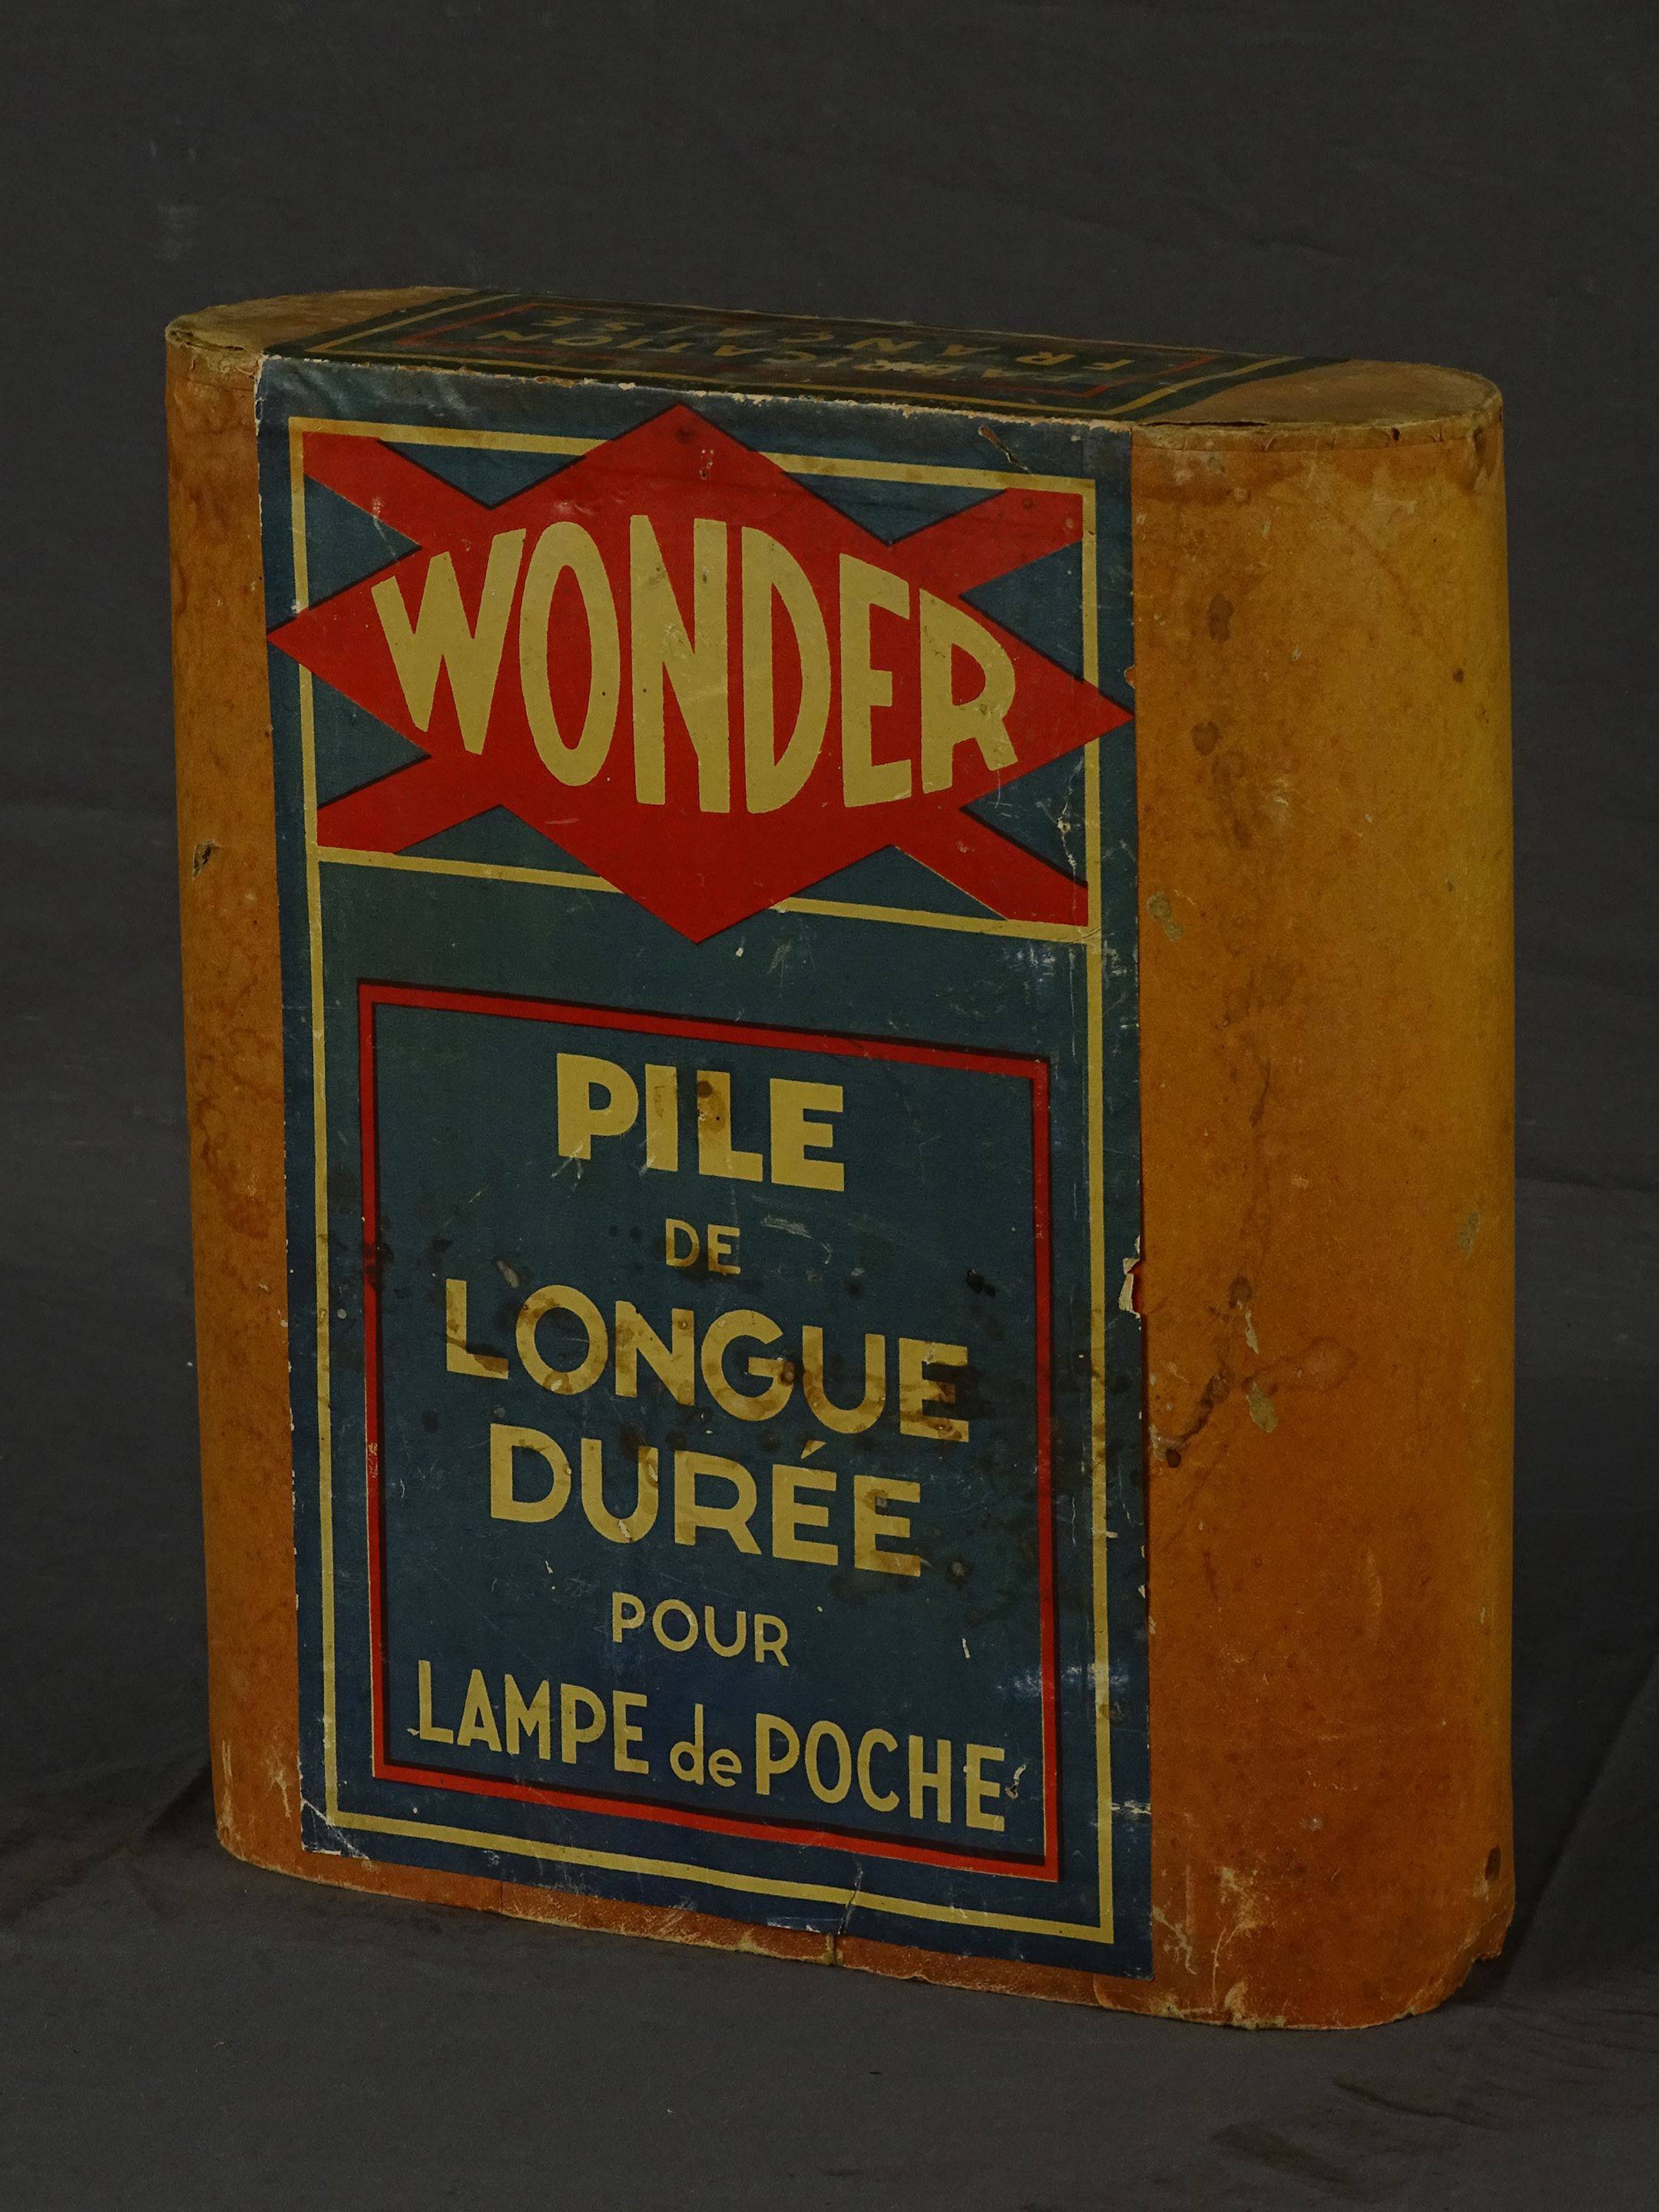 FABRICATION
FRANÇAISE
WONDER
PILE
DE
LONGUE
DURÉE
POUR
LAMPE de POCHE